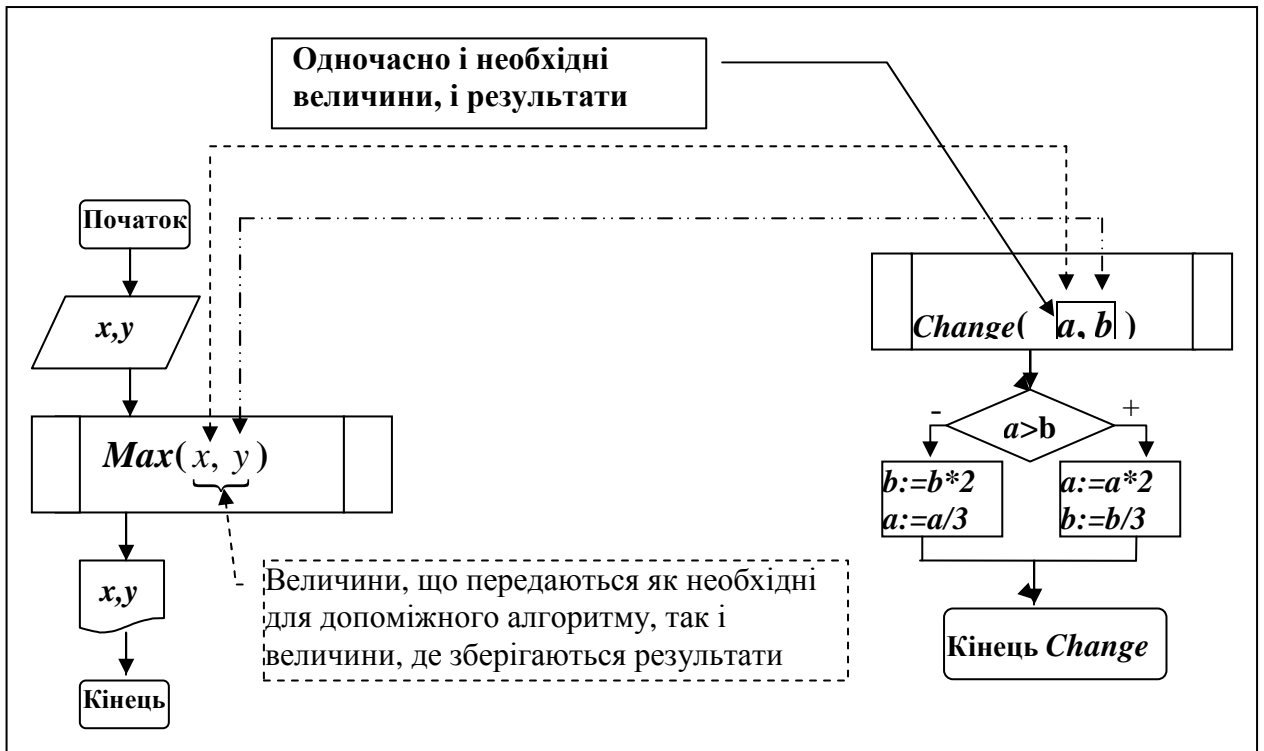 Одночасно і необхідні
величини, і результати
Початок
x,y
Max( x, y )
Величини, що передаються як необхідні
для допоміжного алгоритму, так і
величини, де зберігаються результати
x,y
Кінець
Change( a, b )
a>b
-
+
b:=b*2
a:=a/3
a:=a*2
b:=b/3
Кінець Change